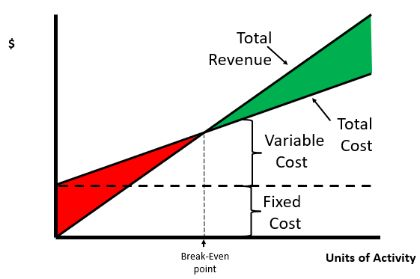 Total
Revenue
$
Total
Cost
Variable
Cost
Fixed
Cost
Break-Even
point
Units of Activity